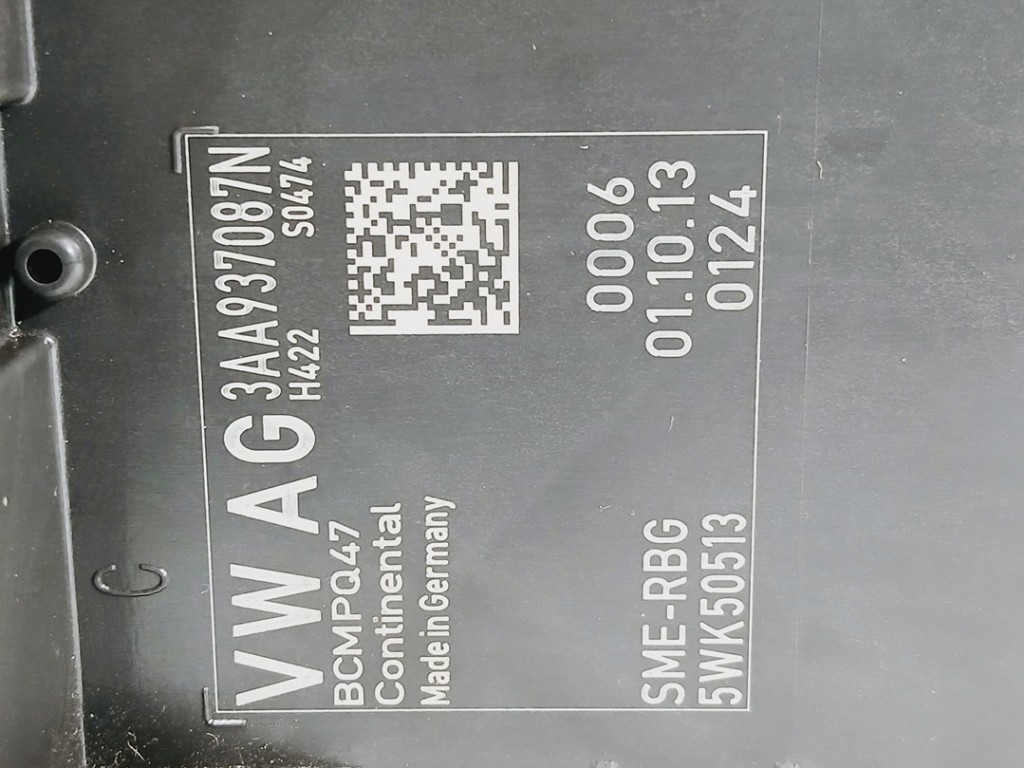 VW AG 3AA937087N
BCMPQ47 H422 S0474
Continental
Made in Germany
0006
SME-RBG 01.10.13
5WK50513 0124
C